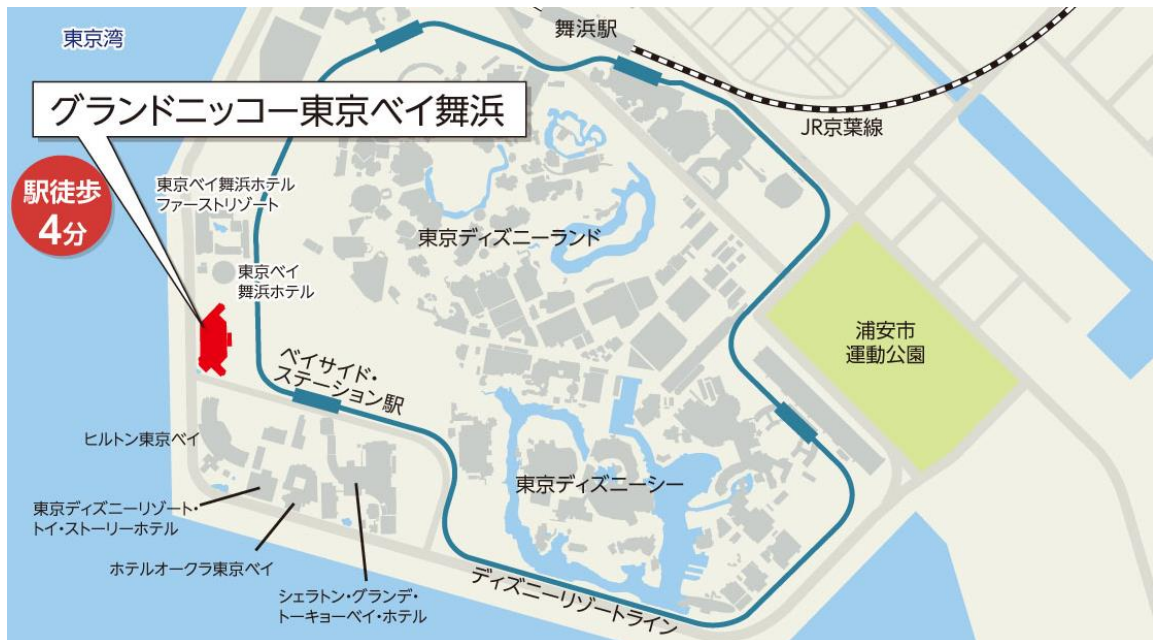 東京湾
舞浜駅
グランドニッコー東京ベイ舞浜
JR京葉線
駅徒歩
4分
東京ベイ舞浜ホテル
ファーストリゾート
東京ディズニーランド
東京ベイ
舞浜ホテル
浦安市
運動公園
ベイサイド・
ステーション駅
ヒルトン東京ベイ
東京ディズニーシー
東京ディズニーリゾート・
トイ・ストーリーホテル
ホテルオークラ東京ベイ
シェラトン・グランデ・
トーキョーベイ・ホテル
ディズニーリゾートライン